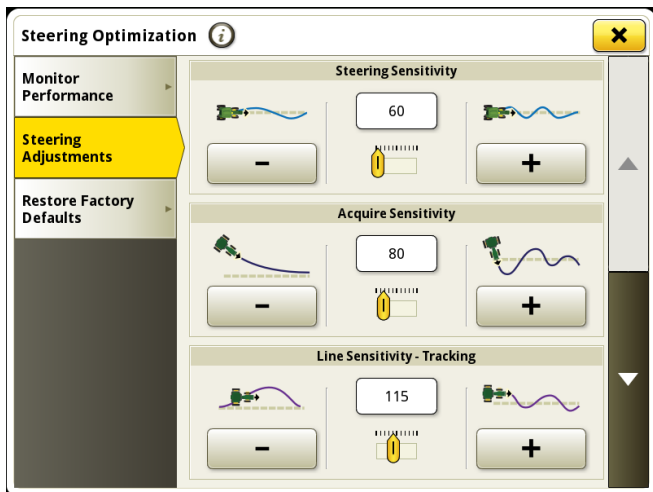 Steering Optimization i
Monitor
Performance
Steering
Adjustments
Restore Factory
Defaults
Steering Sensitivity
60
-
+
Acquire Sensitivity
80
-
+
Line Sensitivity - Tracking
115
-
+